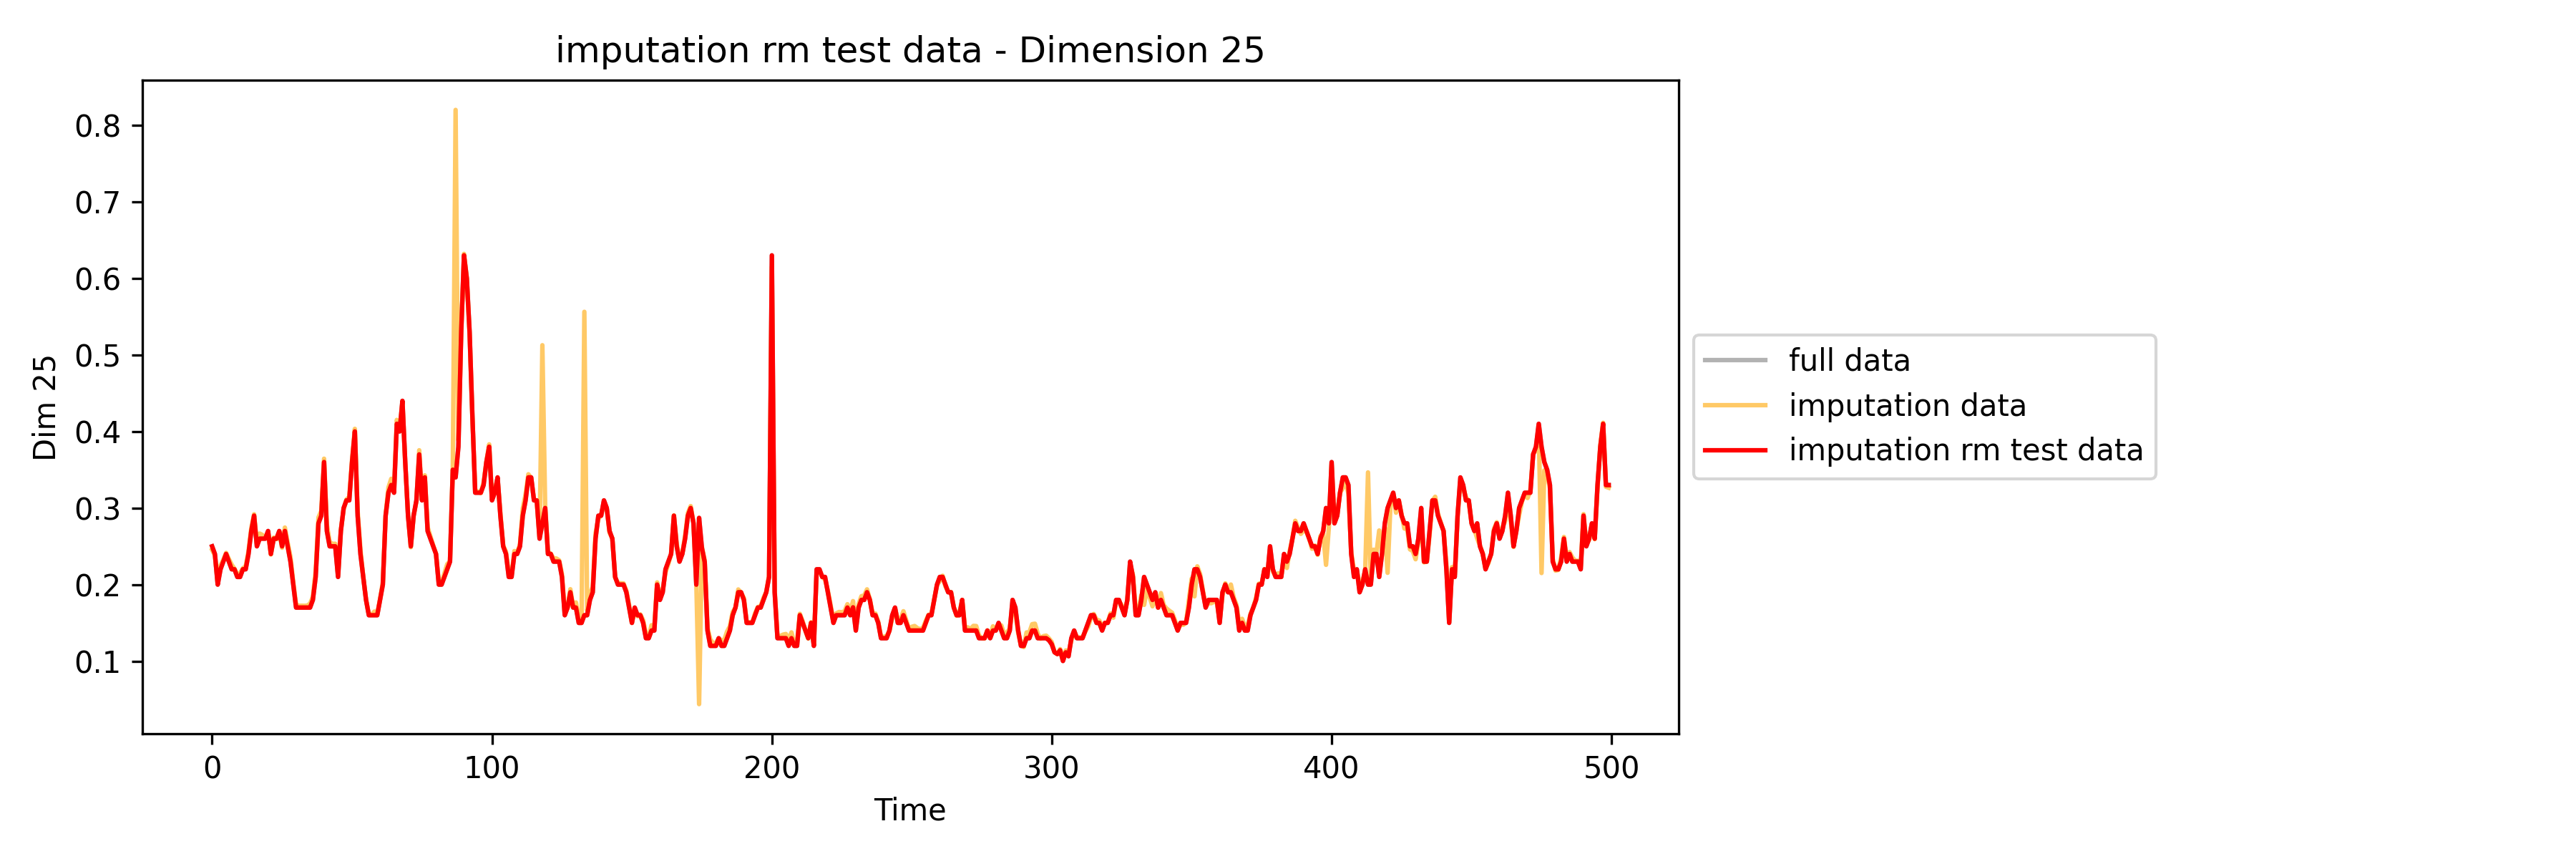 imputation rm test data - Dimension 25
0.8
0.7
0.6
0.5
0.4
0.3
0.2
0.1
Dim 25
0 100 200 300 400 500
Time
full data
imputation data
imputation rm test data